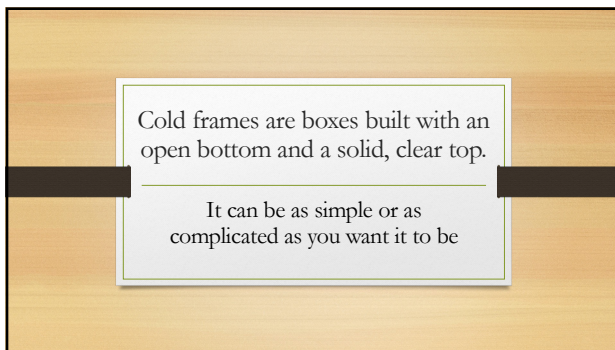 Cold frames are boxes built with an
open bottom and a solid, clear top.
It can be as simple or as
complicated as you want it to be